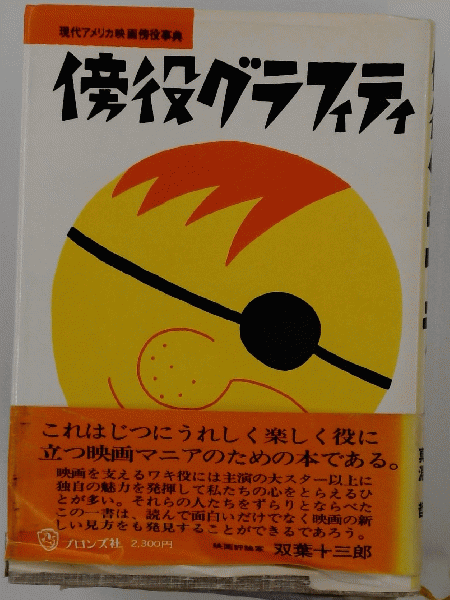 現代アメリカ映画傍役事典
傍役グラフィティ
これはじつにうれしく楽しく役に
立つ映画マニアのための本である。
映画を支えるワキ役には主演の大スター以上に
独自の魅力を発揮して私たちの心をとらえるひ
とが多い。それらの人たちをずらりとならべた
この一書は、読んで面白いだけでなく映画の新
しい見方をも発見することができるであろう。
ブロンズ社 2,300円 映画評論家 双葉十三郎